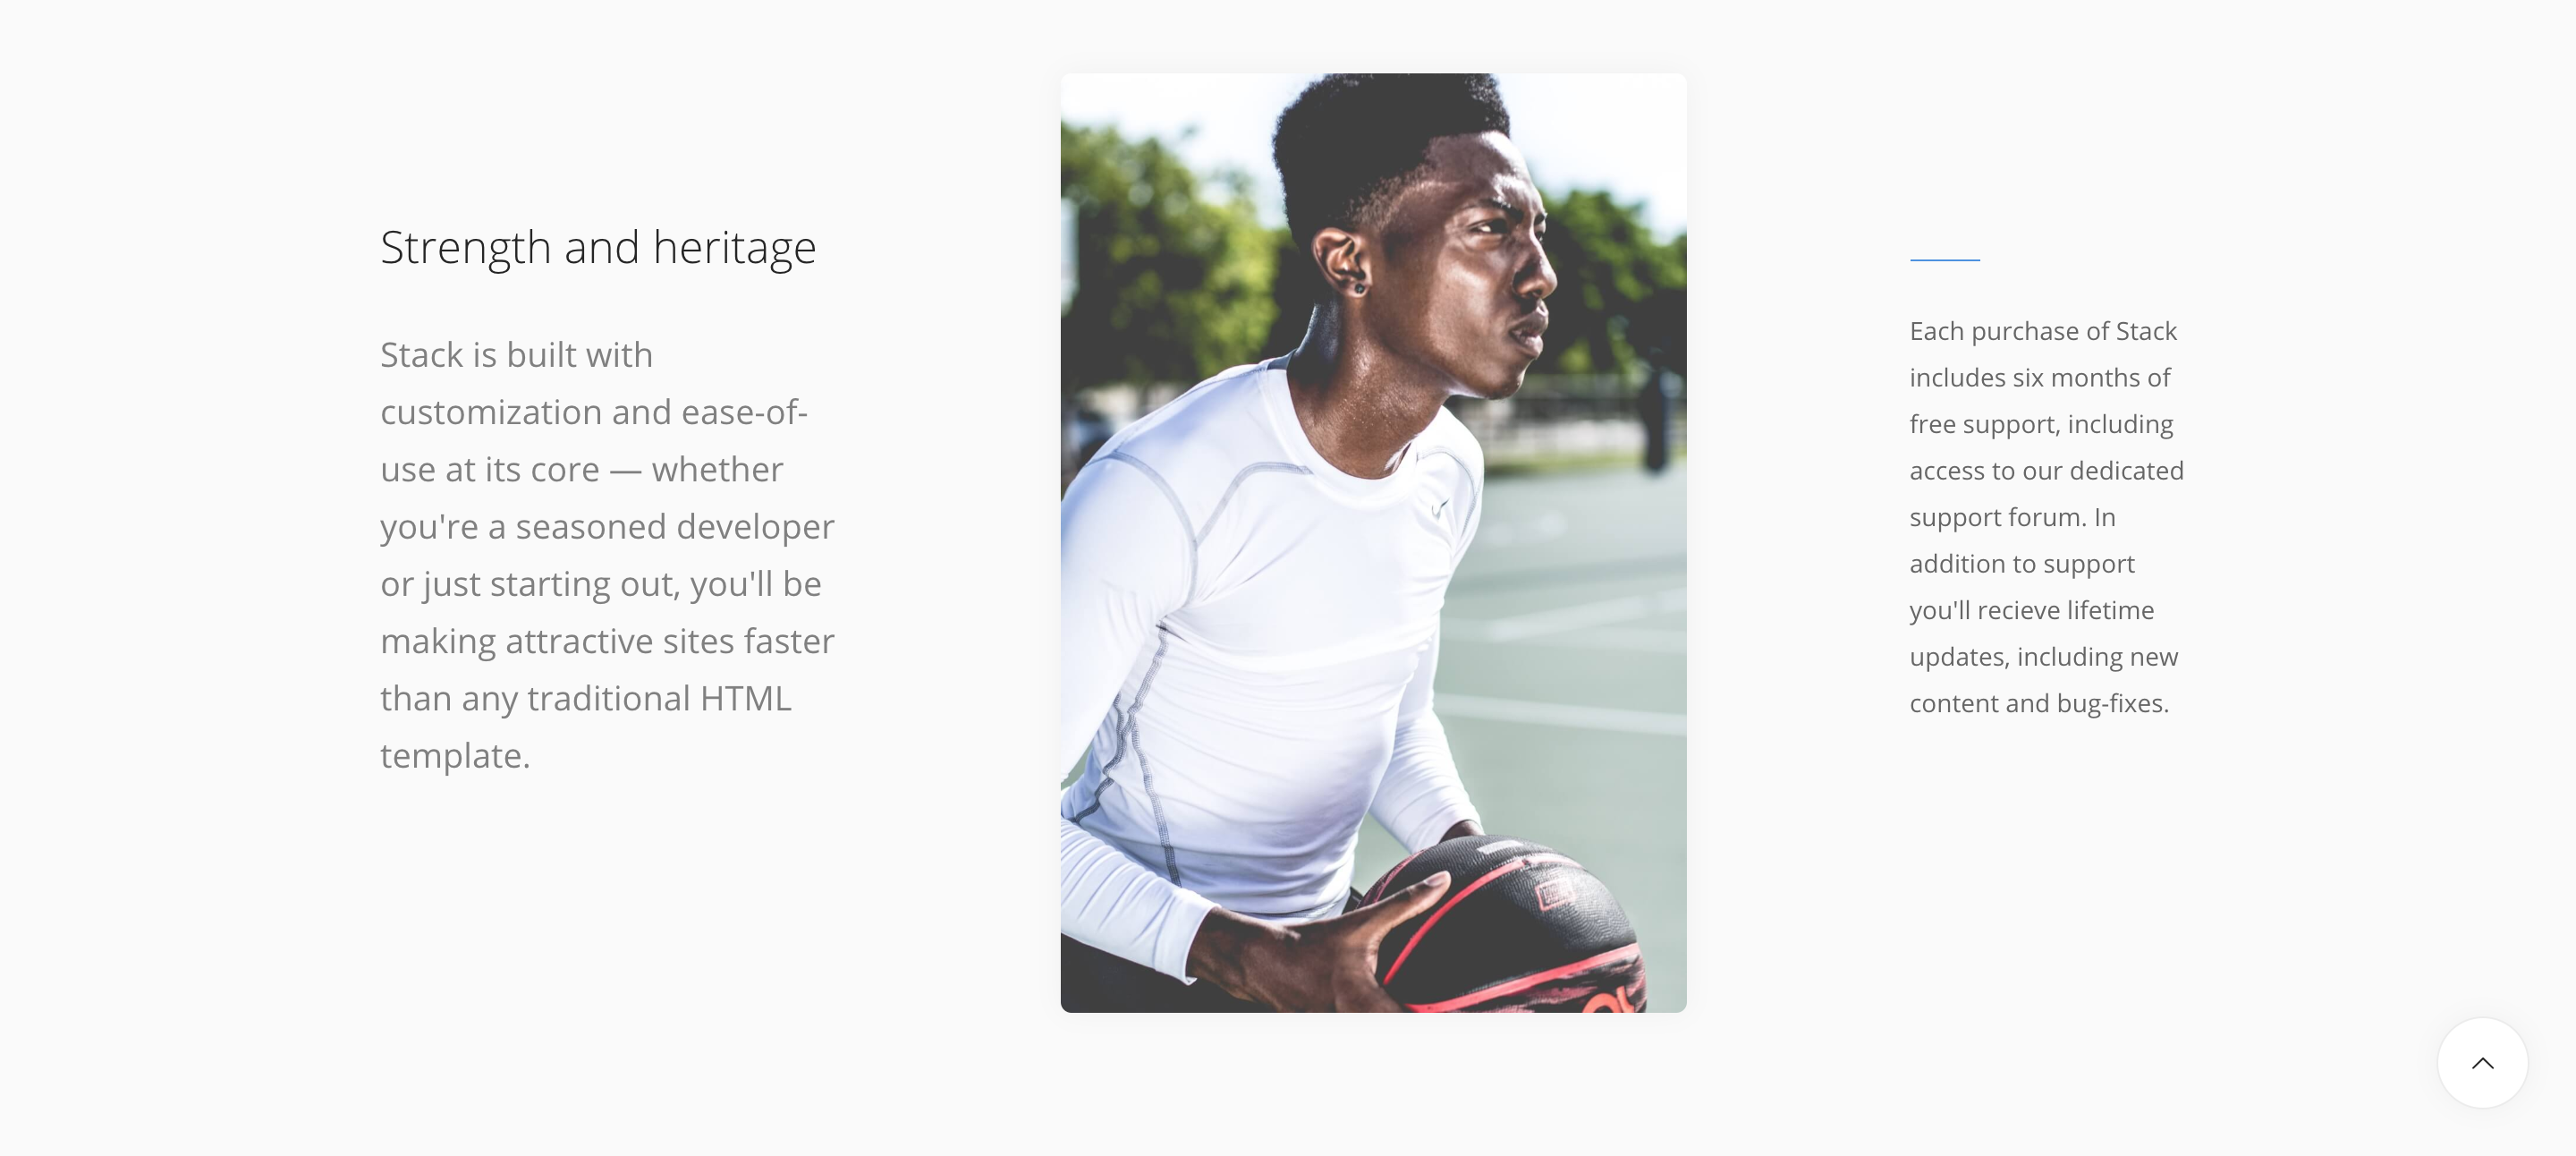 Strength and heritage
Stack is built with
customization and ease-of-
use at its core — whether
you're a seasoned developer
or just starting out, you'll be
making attractive sites faster
than any traditional HTML
template.
Each purchase of Stack
includes six months of
free support, including
access to our dedicated
support forum. In
addition to support
you'll recieve lifetime
updates, including new
content and bug-fixes.